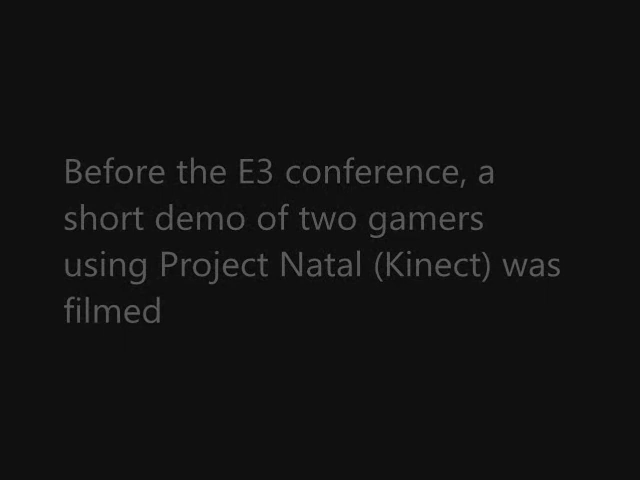 Before the E3 conference, a
short demo of two gamers
using Project Natal (Kinect) was
filmed